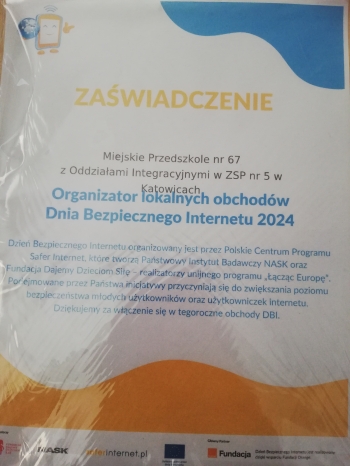 ZAŚWIADCZENIE
Miejskie Przedszkole nr 67
z Oddziałami Integracyjnymi w ZSP nr 5 w
Katowicach
Organizator lokalnych obchodów
Dnia Bezpiecznego Internetu 2024
Dzień Bezpiecznego Internetu organizowany jest przez Polskie Centrum Programu
Safer Internet, które tworzą Państwowy Instytut Badawczy NASK oraz
Fundacja Dajemy Dzieciom Siłę – realizatorzy unijnego programu „Łącząc Europę".
Podejmowane przez Państwa inicjatywy przyczyniają się do zwiększania poziomu
bezpieczeństwa młodych użytkowników oraz użytkowniczek Internetu.
Dziękujemy za włączenie się w tegoroczne obchody DBI.
NASK
saferinternet.pl
Fundacja